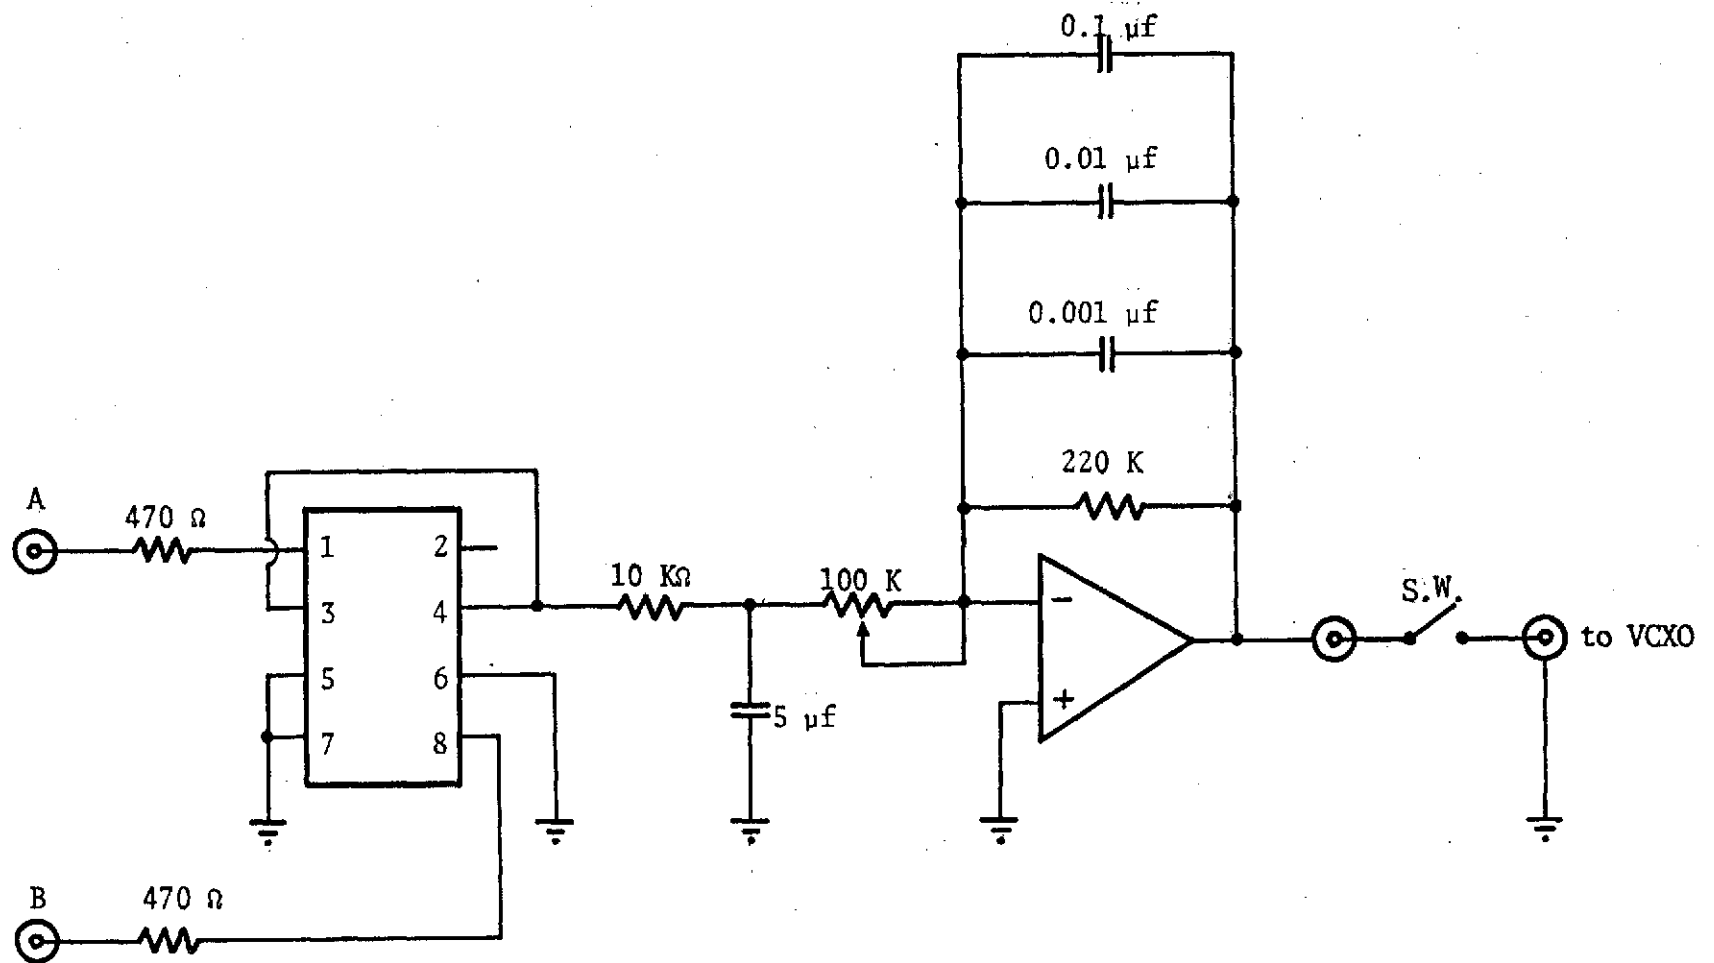 0.1 µf
0.01 µf
0.001 µf
220 K
A
470 Ω
1
2
3
4
5
6
7
8
10 KΩ
100 K
−
+
5 µf
S.W.
to VCXO
B
470 Ω